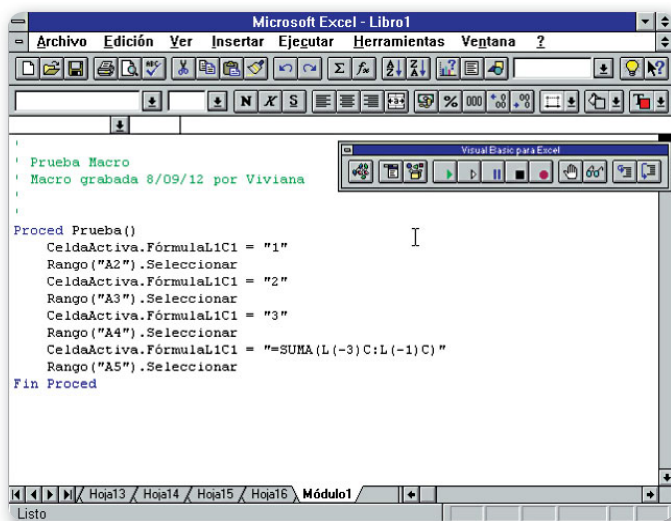 Microsoft Excel - Libro1
Archivo Edición Ver Insertar Ejecutar Herramientas Ventana ?
N K S % 000
'
' Prueba Macro
' Macro grabada 8/09/12 por Viviana
'
'
Visual Basic para Excel
Proced Prueba()
CeldaActiva.FórmulaL1C1 = "1"
Rango("A2").Seleccionar
CeldaActiva.FórmulaL1C1 = "2"
Rango("A3").Seleccionar
CeldaActiva.FórmulaL1C1 = "3"
Rango("A4").Seleccionar
CeldaActiva.FórmulaL1C1 = "=SUMA(L(-3)C:L(-1)C)"
Rango("A5").Seleccionar
Fin Proced
Hoja13 Hoja14 Hoja15 Hoja16 Módulo1
Listo